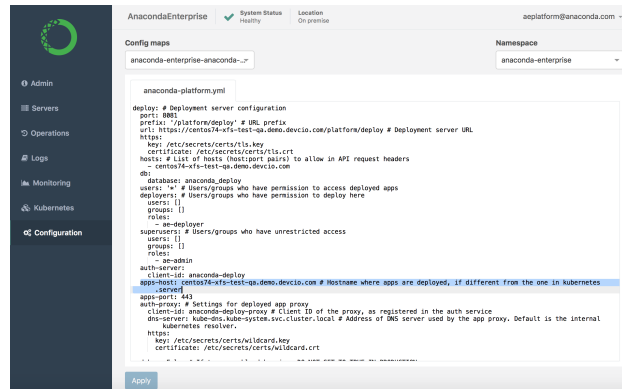 AnacondaEnterprise
System Status
Healthy
Location
On premise
aeplatform@anaconda.com
Config maps
Namespace
anaconda-enterprise-anaconda-...
anaconda-enterprise
Admin
Servers
Operations
Logs
Monitoring
Kubernetes
Configuration
anaconda-platform.yml
deploy: # Deployment server configuration
port: 8081
prefix: '/platform/deploy' # URL prefix
url: https://centos74-xfs-test-qa.demo.devcio.com/platform/deploy # Deployment server URL
https:
key: /etc/secrets/certs/tls.key
certificate: /etc/secrets/certs/tls.crt
hosts: # List of hosts (host:port pairs) to allow in API request headers
- centos74-xfs-test-qa.demo.devcio.com
db:
database: anaconda_deploy
users: '*' # Users/groups who have permission to access deployed apps
deployers: # Users/groups who have permission to deploy here
users: []
groups: []
roles:
- ae-deployer
superusers: # Users/groups who have unrestricted access
users: []
groups: []
roles:
- ae-admin
auth-server:
client-id: anaconda-deploy
apps-host: centos74-xfs-test-qa.demo.devcio.com # Hostname where apps are deployed, if different from the one in kubernetes
.server
apps-port: 443
auth-proxy: # Settings for deployed app proxy
client-id: anaconda-deploy-proxy # Client ID of the proxy, as registered in the auth service
dns-server: kube-dns.kube-system.svc.cluster.local # Address of DNS server used by the app proxy. Default is the internal
kubernetes resolver.
https:
key: /etc/secrets/certs/wildcard.key
certificate: /etc/secrets/certs/wildcard.crt
Apply